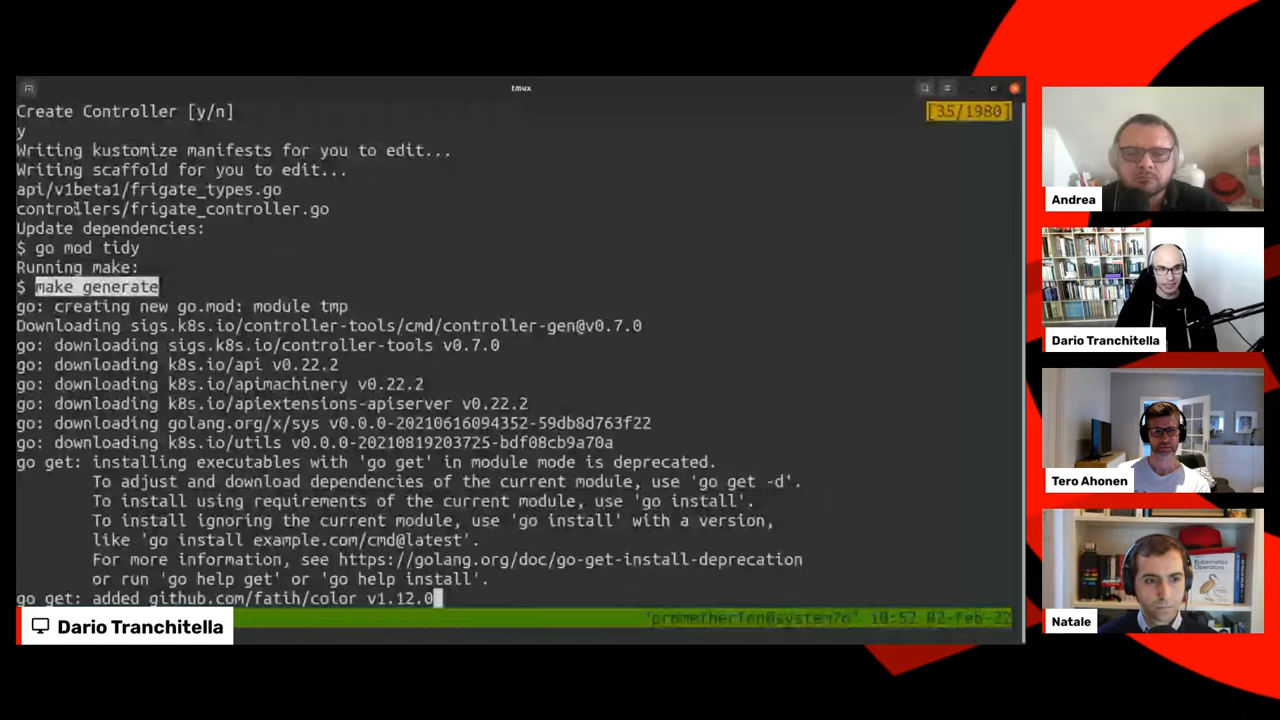 tmux
Create Controller [y/n]
[35/1980]
y
Writing kustomize manifests for you to edit...
Writing scaffold for you to edit...
api/v1beta1/frigate_types.go
controllers/frigate_controller.go
Update dependencies:
$ go mod tidy
Running make:
$ make generate
go: creating new go.mod: module tmp
Downloading sigs.k8s.io/controller-tools/cmd/controller-gen@v0.7.0
go: downloading sigs.k8s.io/controller-tools v0.7.0
go: downloading k8s.io/api v0.22.2
go: downloading k8s.io/apimachinery v0.22.2
go: downloading k8s.io/apiextensions-apiserver v0.22.2
go: downloading golang.org/x/sys v0.0.0-20210616094352-59db8d763f22
go: downloading k8s.io/utils v0.0.0-20210819203725-bdf08cb9a70a
go get: installing executables with 'go get' in module mode is deprecated.
To adjust and download dependencies of the current module, use 'go get -d'.
To install using requirements of the current module, use 'go install'.
To install ignoring the current module, use 'go install' with a version,
like 'go install example.com/cmd@latest'.
For more information, see https://golang.org/doc/go-get-install-deprecation
or run 'go help get' or 'go help install'.
go get: added github.com/fatih/color v1.12.0
10:52 02-feb-22
Dario Tranchitella
Andrea
Dario Tranchitella
Tero Ahonen
Kubernetes
Operators
Natale